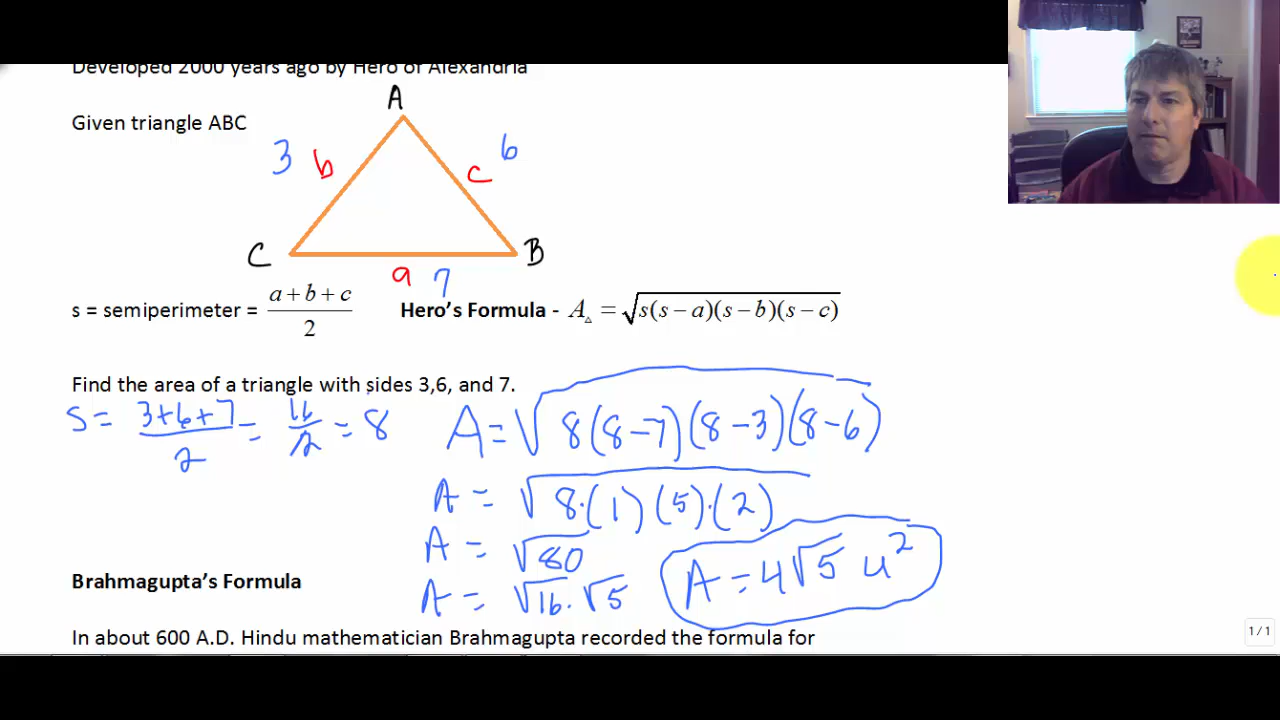 Developed 2000 years ago by Hero of Alexandria
A
Given triangle ABC
3 b c 6
C B
a 7
s = semiperimeter = a+b+c / 2 Hero's Formula - A△ = √s(s−a)(s−b)(s−c)
Find the area of a triangle with sides 3,6, and 7.
S = 3+6+7 / 2 = 16 / 2 = 8 A = √8(8−7)(8−3)(8−6)
A = √8·(1)(5)·(2)
A = √80
A = √16·√5 A = 4√5 u²
Brahmagupta's Formula
In about 600 A.D. Hindu mathematician Brahmagupta recorded the formula for
1 / 1